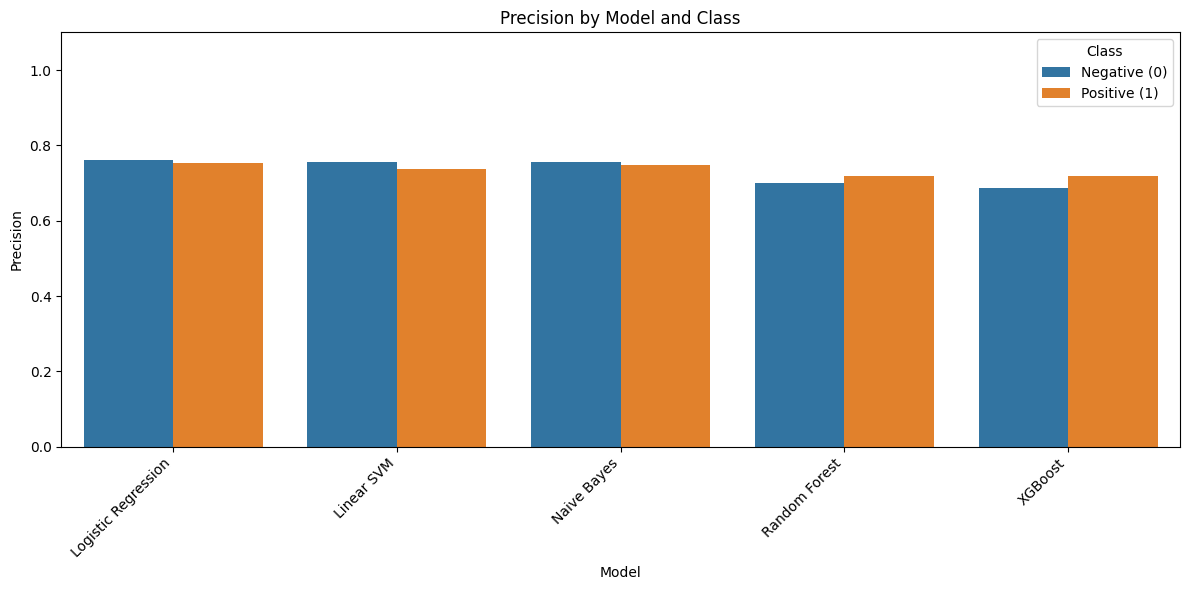 Precision by Model and Class
Class
Negative (0)
Positive (1)
Precision
1.0
0.8
0.6
0.4
0.2
0.0
Logistic Regression
Linear SVM
Naive Bayes
Random Forest
XGBoost
Model